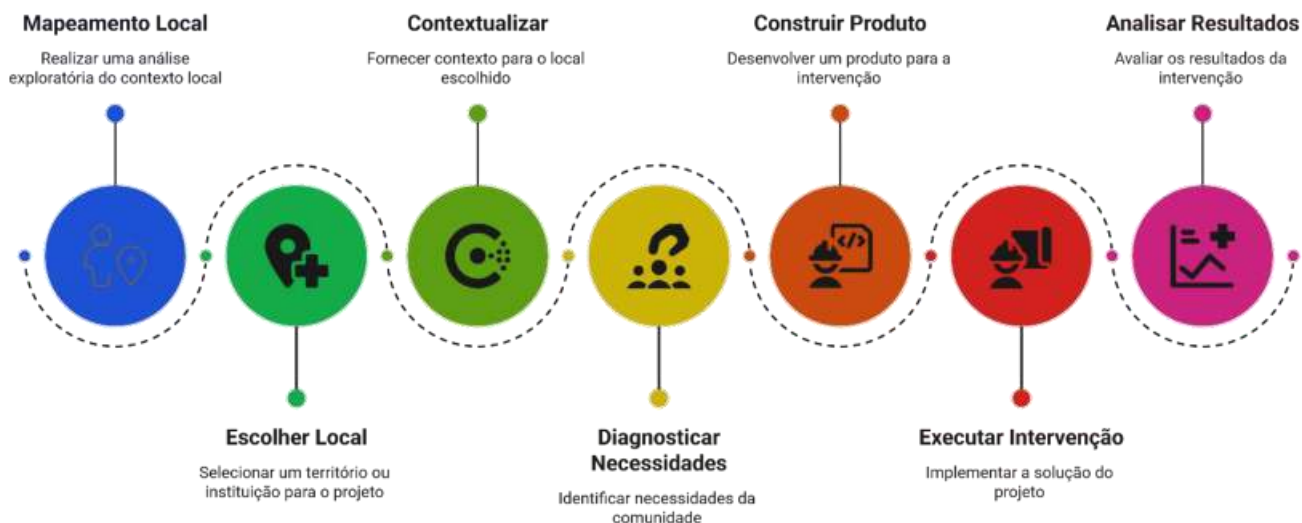 Mapeamento Local
Realizar uma análise
exploratória do contexto local
Contextualizar
Fornecer contexto para o local
escolhido
Construir Produto
Desenvolver um produto para a
intervenção
Analisar Resultados
Avaliar os resultados da
intervenção
</>
Escolher Local
Selecionar um território ou
instituição para o projeto
Diagnosticar
Necessidades
Identificar necessidades da
comunidade
Executar Intervenção
Implementar a solução do
projeto